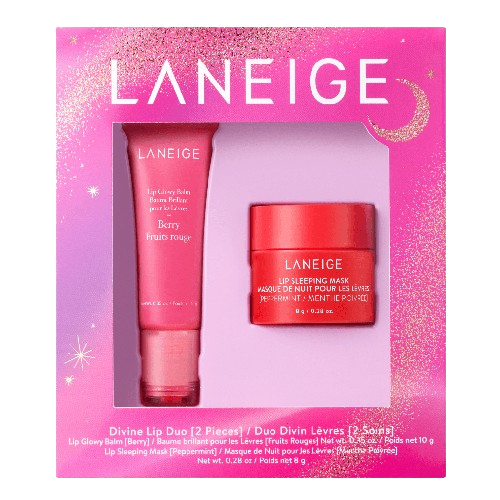 LANEIGE
LANEIGE
Lip Glowy Balm
Baume Brillant
pour les Lèvres
Berry
Fruits rouge
LANEIGE
LIP SLEEPING MASK
MASQUE DE NUIT POUR LES LÈVRES
[PEPPERMINT / MENTHE POIVRÉE]
8 g / 0.28 oz.
Divine Lip Duo [2 Pieces] / Duo Divin Lèvres [2 Soins]
Lip Glowy Balm [Berry] / Baume brillant pour les Lèvres [Fruits Rouges] Net wt. 0.35 oz. / Poids net 10 g
Lip Sleeping Mask [Peppermint] / Masque de Nuit pour les Lèvres [Menthe Poivrée]
Net wt. 0.28 oz / Poids net 8 g